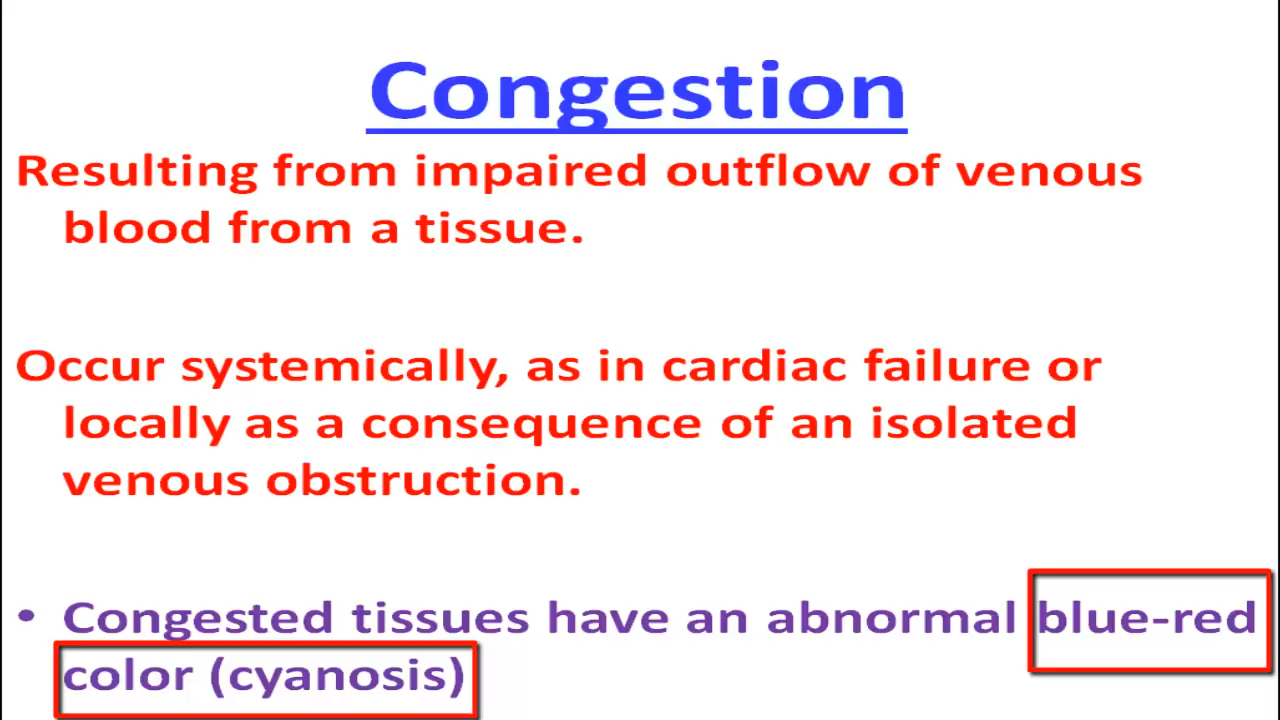 Congestion
Resulting from impaired outflow of venous
blood from a tissue.
Occur systemically, as in cardiac failure or
locally as a consequence of an isolated
venous obstruction.
• Congested tissues have an abnormal blue-red
color (cyanosis)